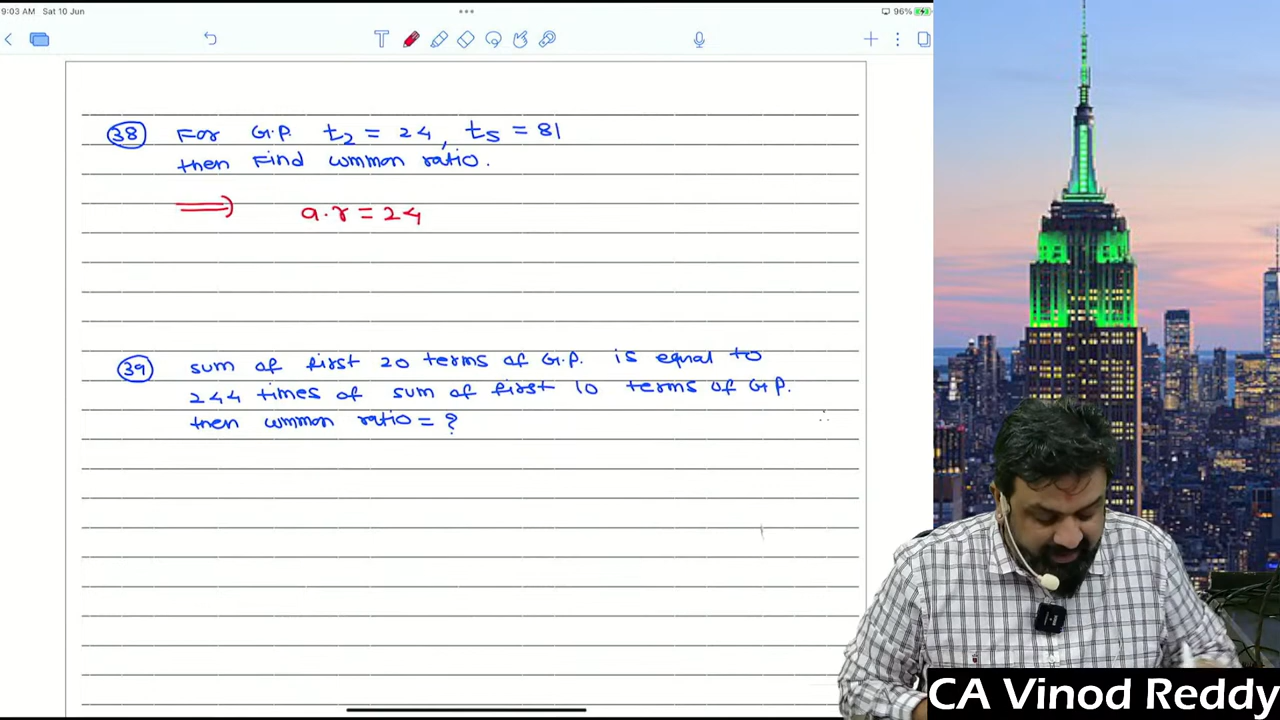 9:03 AM Sat 10 Jun
96%
38 For G.P. t2 = 24, t5 = 81
then Find common ratio.
⟹ a.r = 24
39 sum of first 20 terms of G.P. is equal to
244 times of sum of first 10 terms of G.P.
then common ratio = ?
CA Vinod Reddy